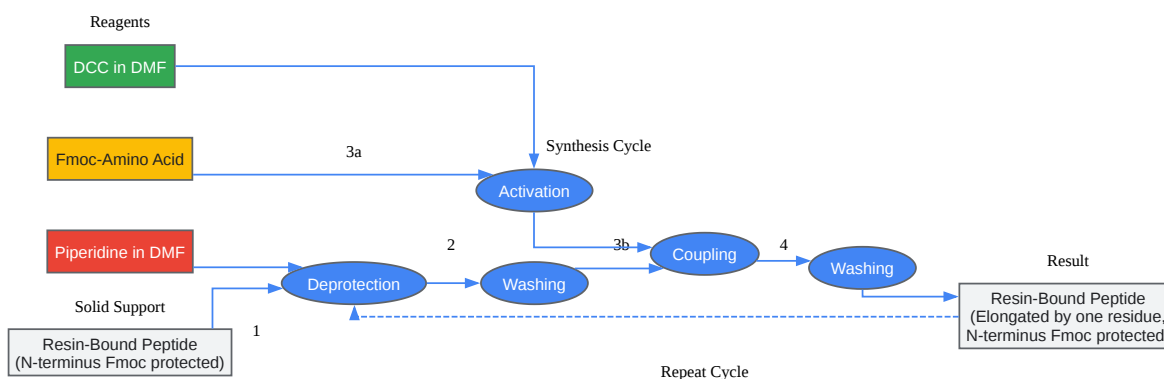 Reagents
DCC in DMF
Fmoc-Amino Acid
3a
Synthesis Cycle
Activation
Piperidine in DMF
2
3b
Coupling
4
Washing
Result
Deprotection
Washing
Solid Support
1
Resin-Bound Peptide
(N-terminus Fmoc protected)
Resin-Bound Peptide
(Elongated by one residue,
N-terminus Fmoc protected
Repeat Cycle